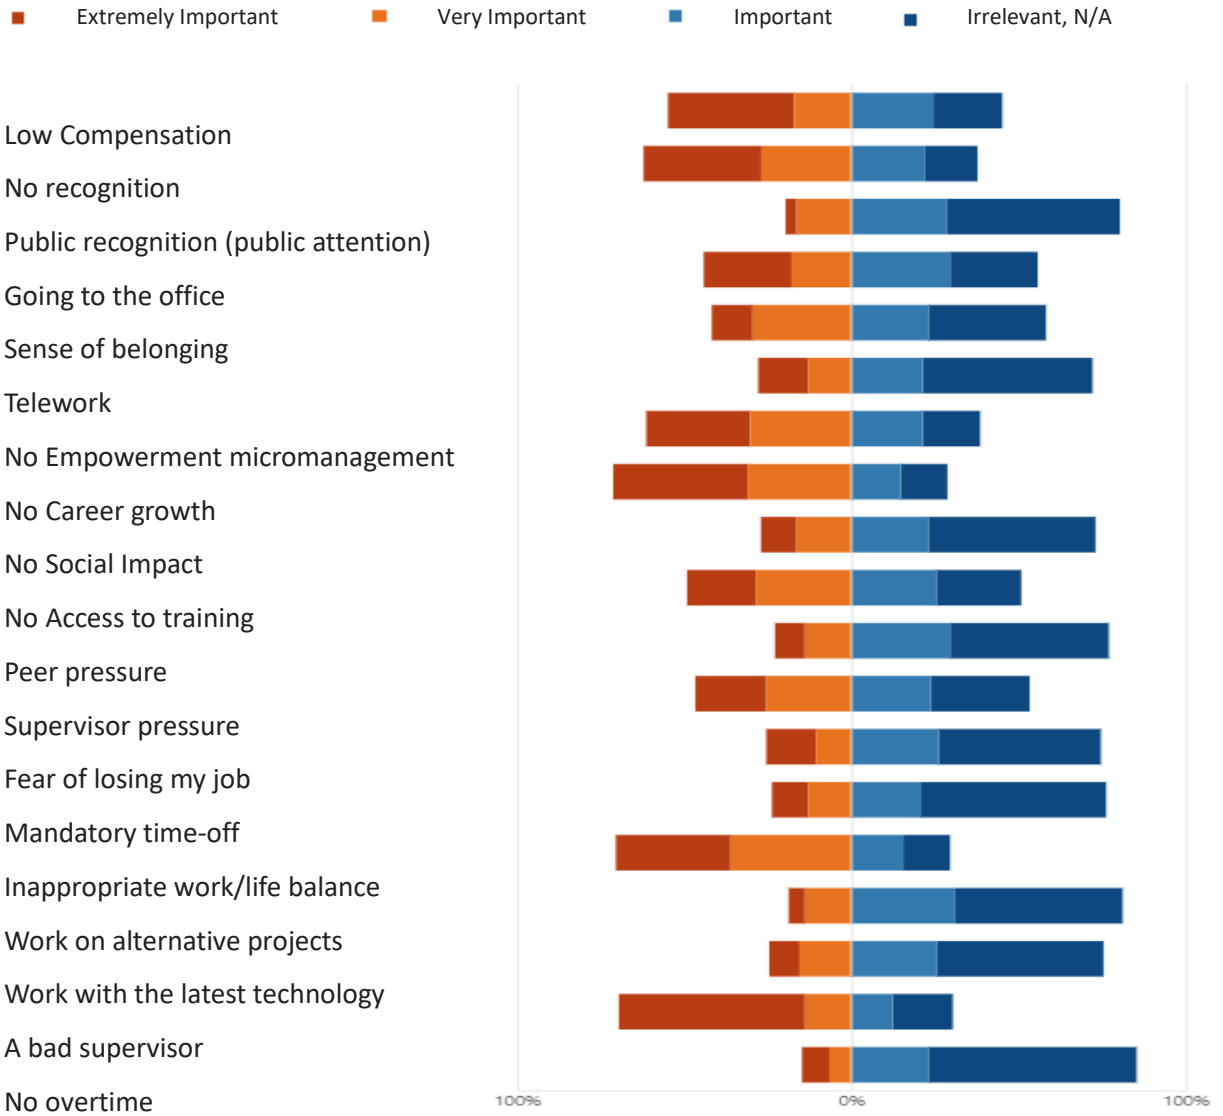 Extremely Important Very Important Important Irrelevant, N/A
Low Compensation
No recognition
Public recognition (public attention)
Going to the office
Sense of belonging
Telework
No Empowerment micromanagement
No Career growth
No Social Impact
No Access to training
Peer pressure
Supervisor pressure
Fear of losing my job
Mandatory time-off
Inappropriate work/life balance
Work on alternative projects
Work with the latest technology
A bad supervisor
No overtime
100% 0% 100%